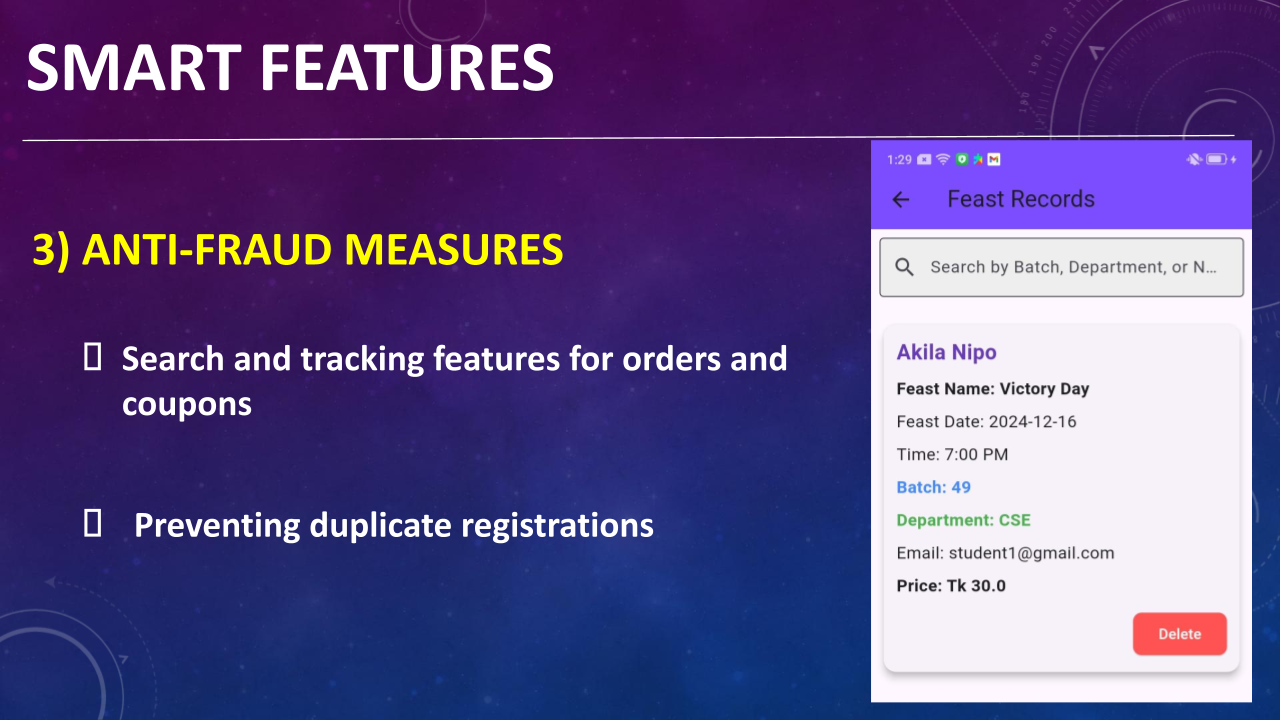 SMART FEATURES
3) ANTI-FRAUD MEASURES
Search and tracking features for orders and
coupons
Preventing duplicate registrations
1:29
Feast Records
Search by Batch, Department, or N...
Akila Nipo
Feast Name: Victory Day
Feast Date: 2024-12-16
Time: 7:00 PM
Batch: 49
Department: CSE
Email: student1@gmail.com
Price: Tk 30.0
Delete